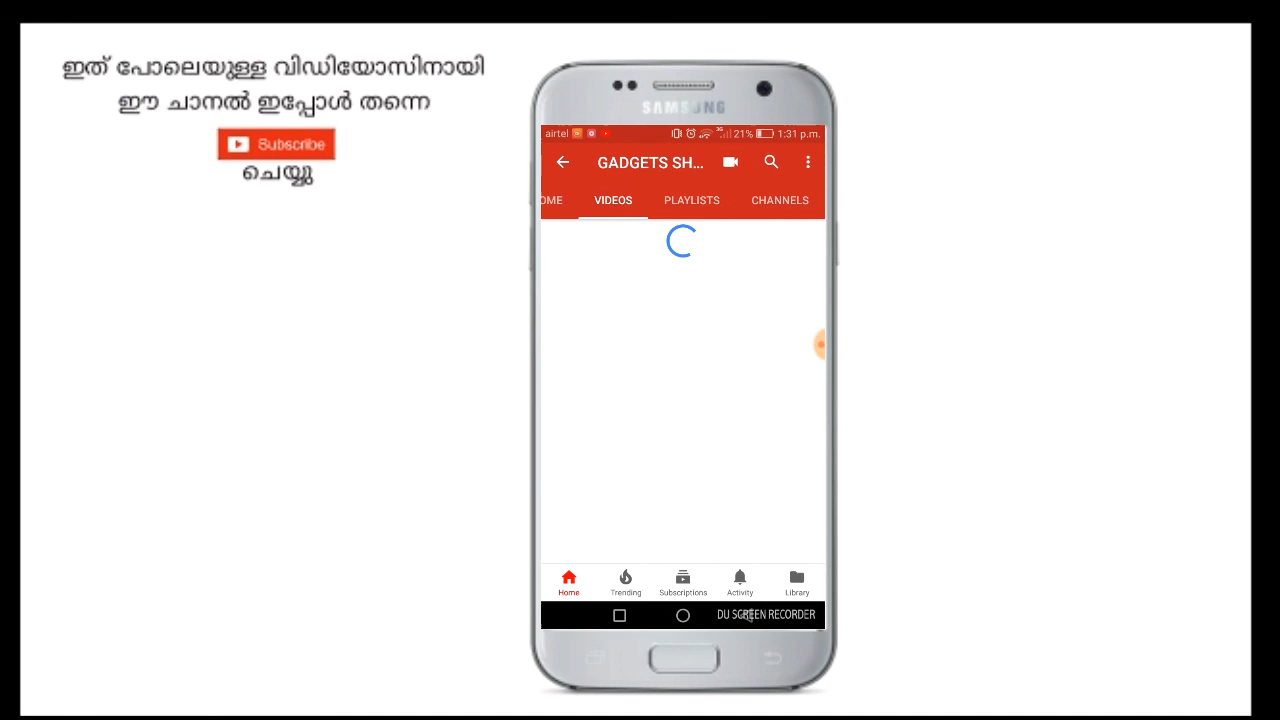 ഇത് പോലെയുള്ള വിഡിയോസിനായി
ഈ ചാനൽ ഇപ്പോൾ തന്നെ
Subscribe
ചെയ്യു
SAMSUNG
airtel 3G 21% 1:31 p.m.
GADGETS SH...
OME VIDEOS PLAYLISTS CHANNELS
Home Trending Subscriptions Activity Library
DU SCREEN RECORDER